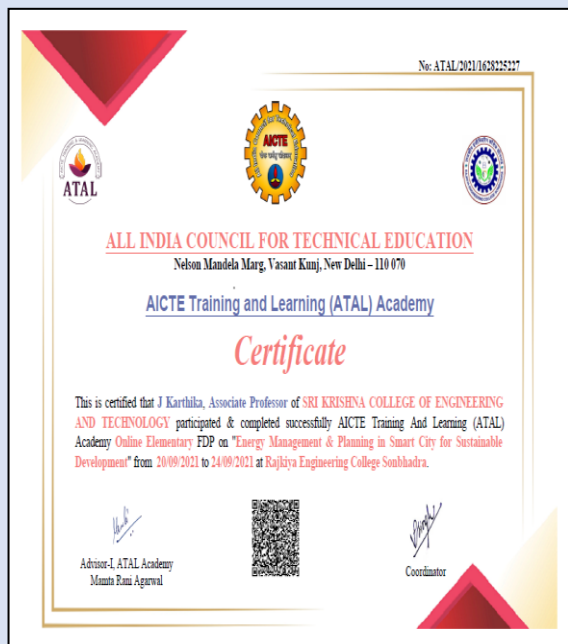 No: ATAL/2021/1628225227
AICTE
ATAL
ALL INDIA COUNCIL FOR TECHNICAL EDUCATION
Nelson Mandela Marg, Vasant Kunj, New Delhi – 110 070
AICTE Training and Learning (ATAL) Academy
Certificate
This is certified that J Karthika, Associate Professor of SRI KRISHNA COLLEGE OF ENGINEERING
AND TECHNOLOGY participated & completed successfully AICTE Training And Learning (ATAL)
Academy Online Elementary FDP on "Energy Management & Planning in Smart City for Sustainable
Development" from 20/09/2021 to 24/09/2021 at Rajkiya Engineering College Sonbhadra.
Advisor-I, ATAL Academy
Mamta Rani Agarwal
Coordinator